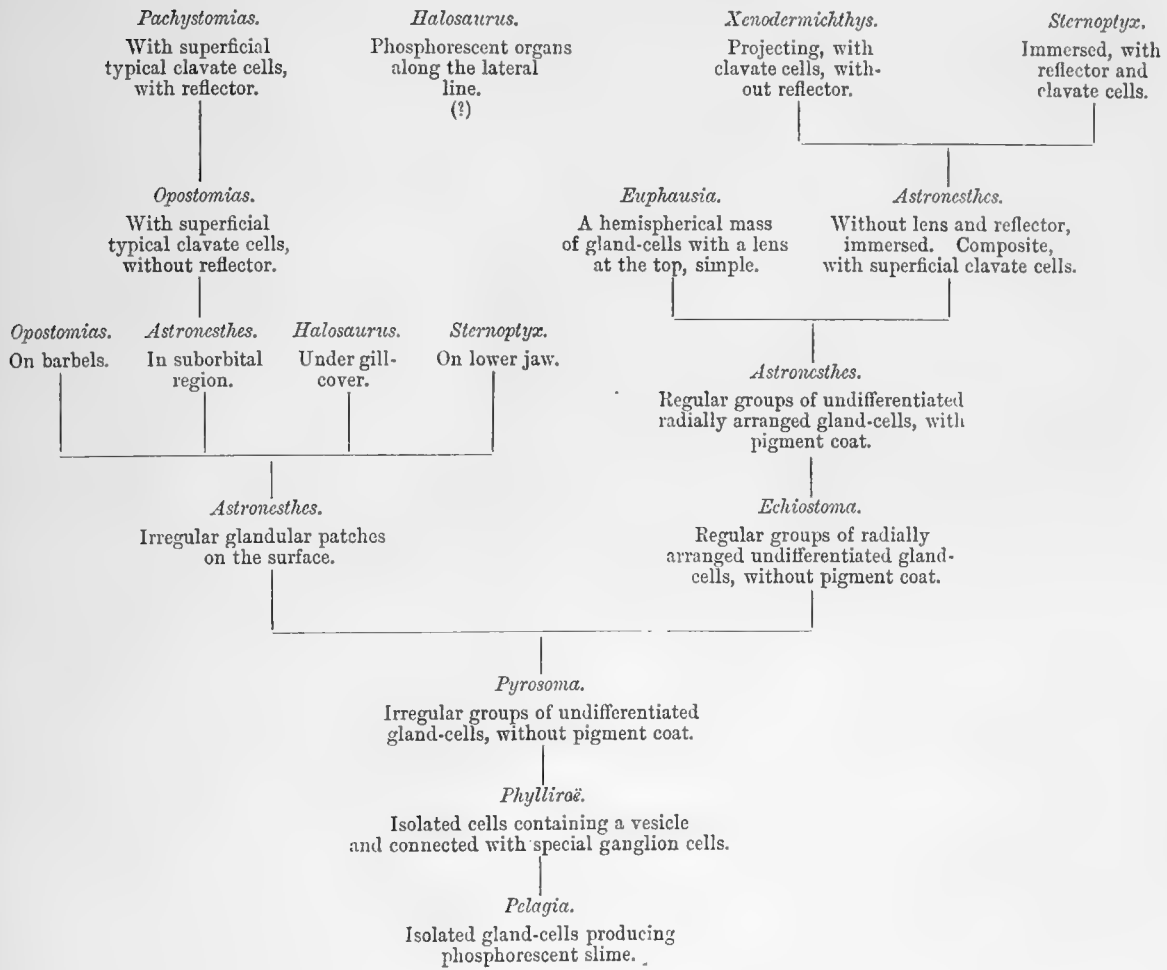 Pachystomias.
With superficial
typical clavate cells,
with reflector.
Halosaurus.
Phosphorescent organs
along the lateral
line.
(?)
Xenodermichthys.
Projecting, with
clavate cells, with-
out reflector.
Sternoptyx.
Immersed, with
reflector and
clavate cells.
Opostomias.
With superficial
typical clavate cells,
without reflector.
Euphausia.
A hemispherical mass
of gland-cells with a lens
at the top, simple.
Astronesthes.
Without lens and reflector,
immersed. Composite,
with superficial clavate cells.
Opostomias.
On barbels.
Astronesthes.
In suborbital
region.
Halosaurus.
Under gill-
cover.
Sternoptyx.
On lower jaw.
Astronesthes.
Regular groups of undifferentiated
radially arranged gland-cells, with
pigment coat.
Astronesthes.
Irregular glandular patches
on the surface.
Echiostoma.
Regular groups of radially
arranged undifferentiated gland-
cells, without pigment coat.
Pyrosoma.
Irregular groups of undifferentiated
gland-cells, without pigment coat.
Phylliroë.
Isolated cells containing a vesicle
and connected with special ganglion cells.
Pelagia.
Isolated gland-cells producing
phosphorescent slime.